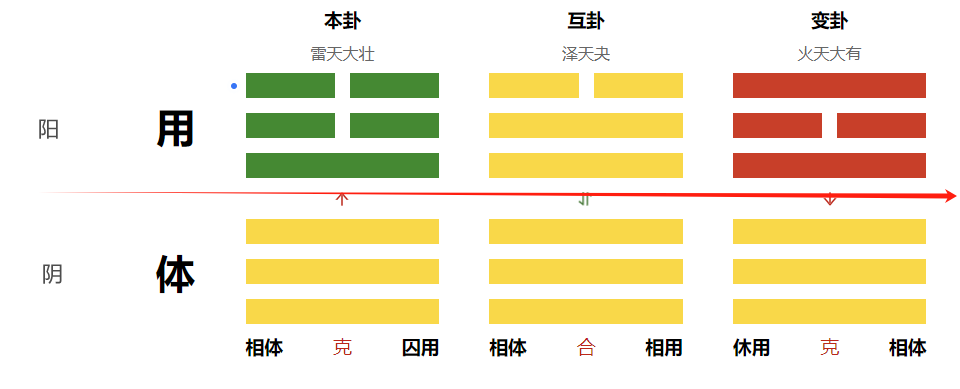 本卦 互卦 变卦
雷天大壮 泽天夬 火天大有
阳 用
阴 体
相体 克 囚用 相体 合 相用 休用 克 相体